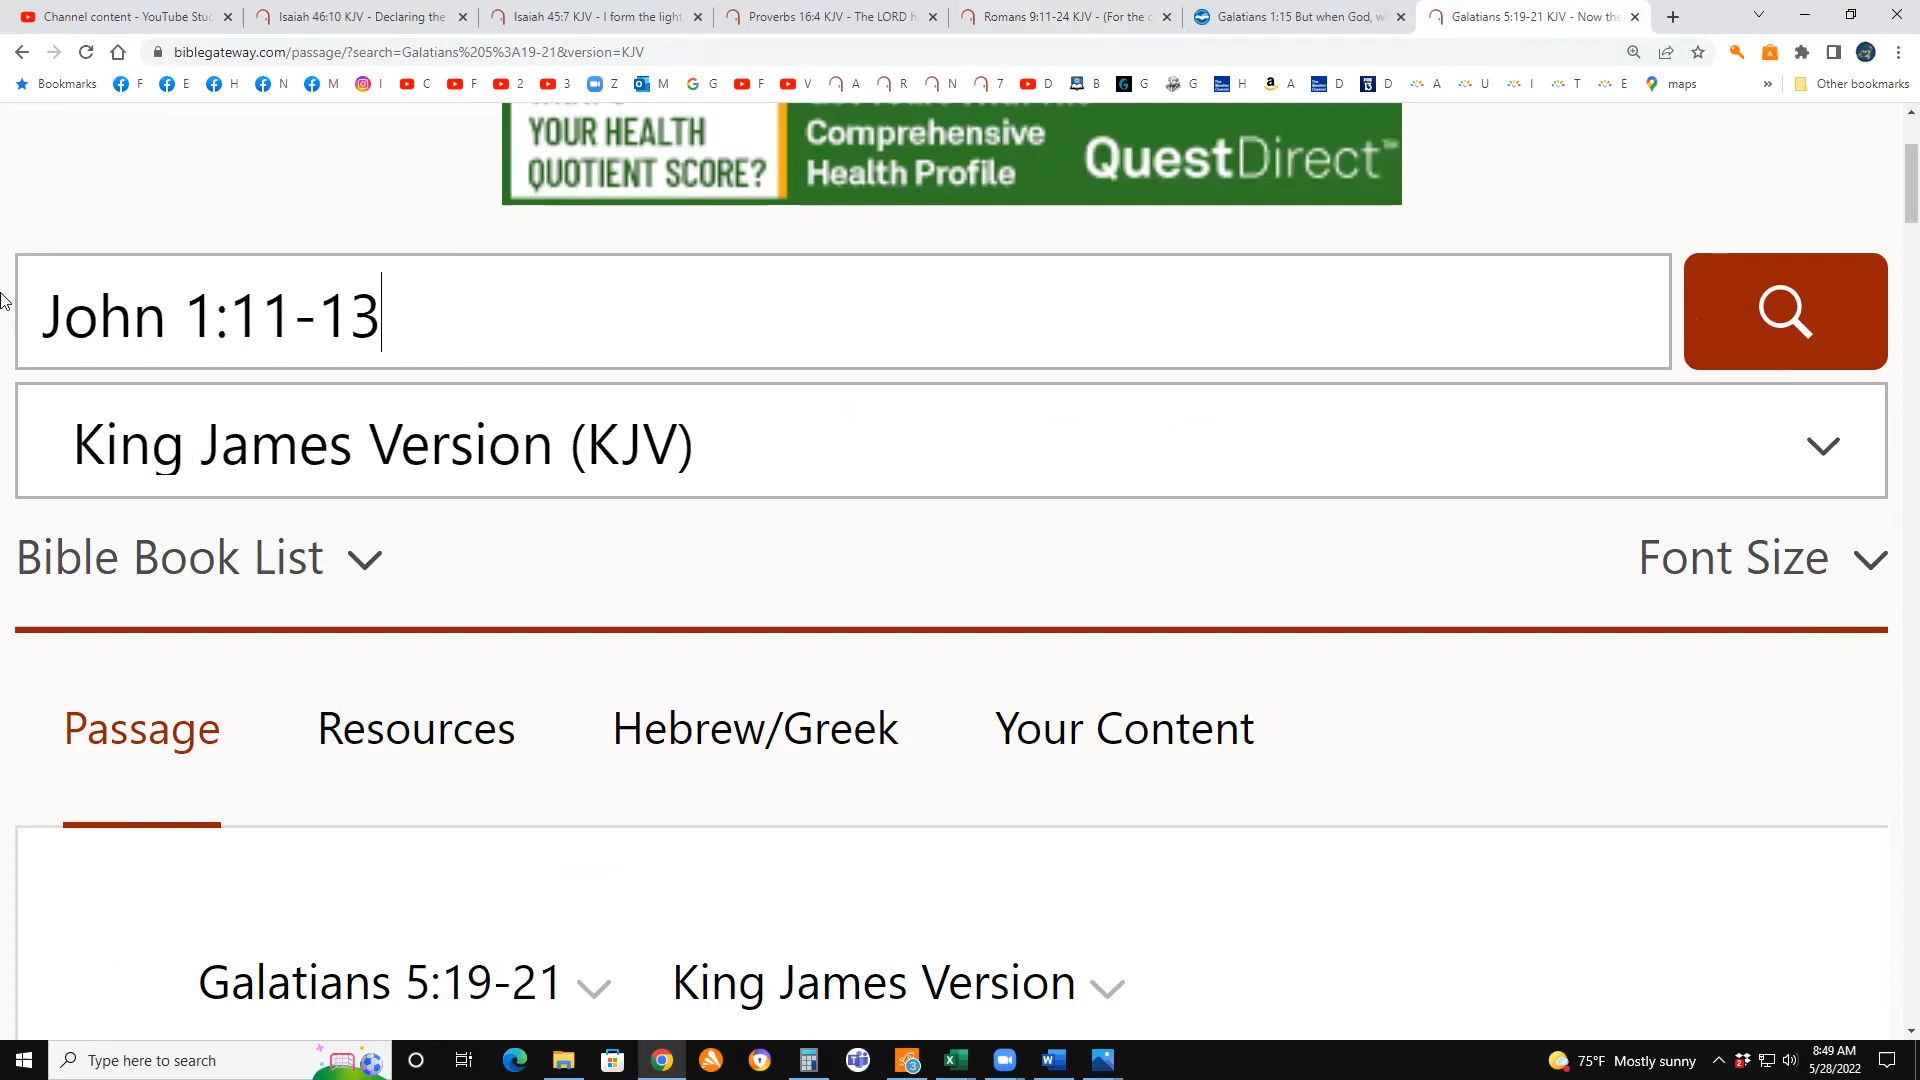 Channel content - YouTube Stu
Isaiah 46:10 KJV - Declaring the
Isaiah 45:7 KJV - I form the light
Proverbs 16:4 KJV - The LORD h
Romans 9:11-24 KJV - (For the c
Galatians 1:15 But when God, w
Galatians 5:19-21 KJV - Now the
biblegateway.com/passage/?search=Galatians%205%3A19-21&version=KJV
Bookmarks F E H N M I C F 2 3 Z M G F V A R N 7 D B G G H A D D A U I T E maps » Other bookmarks
YOUR HEALTH
QUOTIENT SCORE?
Comprehensive
Health Profile
QuestDirect™
John 1:11-13
King James Version (KJV)
Bible Book List
Font Size
Passage Resources Hebrew/Greek Your Content
Galatians 5:19-21 King James Version
Type here to search
3
75°F Mostly sunny
8:49 AM
5/28/2022